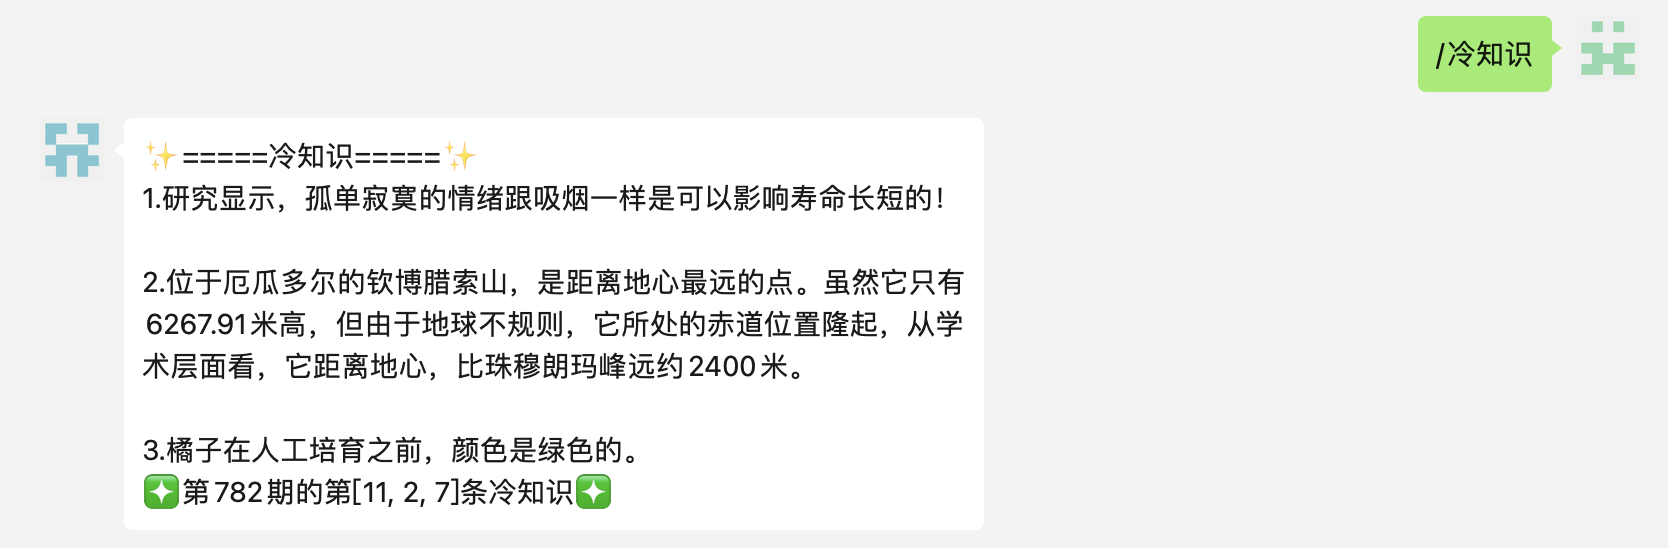 /冷知识
✨=====冷知识=====✨
1.研究显示，孤单寂寞的情绪跟吸烟一样是可以影响寿命长短的！
2.位于厄瓜多尔的钦博腊索山，是距离地心最远的点。虽然它只有
6267.91米高，但由于地球不规则，它所处的赤道位置隆起，从学
术层面看，它距离地心，比珠穆朗玛峰远约2400米。
3.橘子在人工培育之前，颜色是绿色的。
❇️第782期的第[11, 2, 7]条冷知识❇️